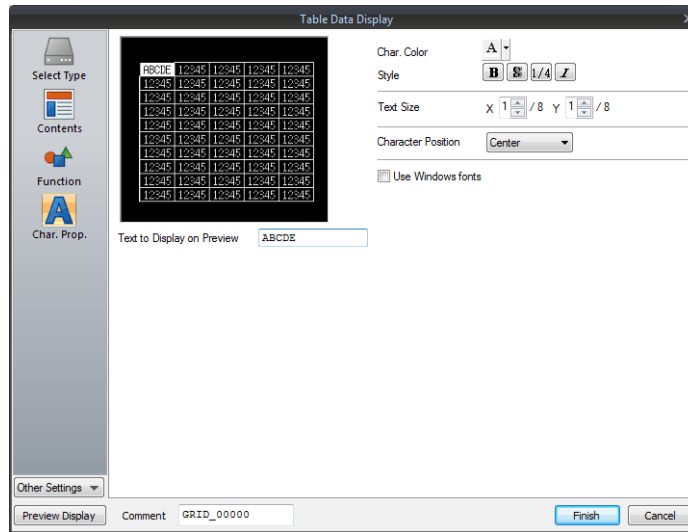 Table Data Display
Select Type
Contents
Function
Char. Prop.
ABCDE 12345 12345 12345 12345
12345 12345 12345 12345 12345
12345 12345 12345 12345 12345
12345 12345 12345 12345 12345
12345 12345 12345 12345 12345
12345 12345 12345 12345 12345
12345 12345 12345 12345 12345
12345 12345 12345 12345 12345
12345 12345 12345 12345 12345
12345 12345 12345 12345 12345
Text to Display on Preview ABCDE
Char. Color A
Style B S 1/4 I
Text Size X 1 / 8 Y 1 / 8
Character Position Center
Use Windows fonts
Other Settings
Preview Display Comment GRID_00000 Finish Cancel